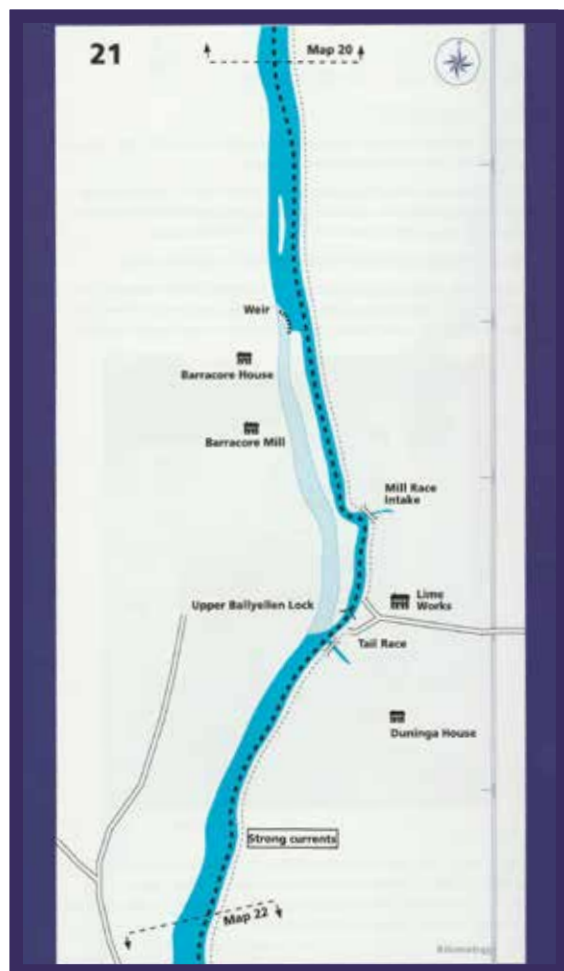 21
Map 20
Weir
Barracore House
Barracore Mill
Mill Race
Intake
Upper Ballyellen Lock
Lime
Works
Tail Race
Duninga House
Strong currents
Map 22